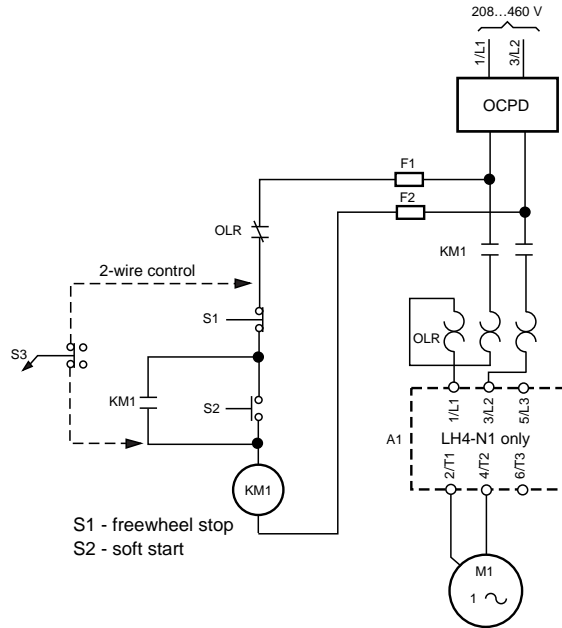 208...460 V
1/L1
3/L2
OCPD
F1
F2
OLR
KM1
2-wire control
S1
S3
OLR
KM1
S2
1/L1
3/L2
5/L3
A1
LH4-N1 only
2/T1
4/T2
6/T3
KM1
S1 - freewheel stop
S2 - soft start
M1
1